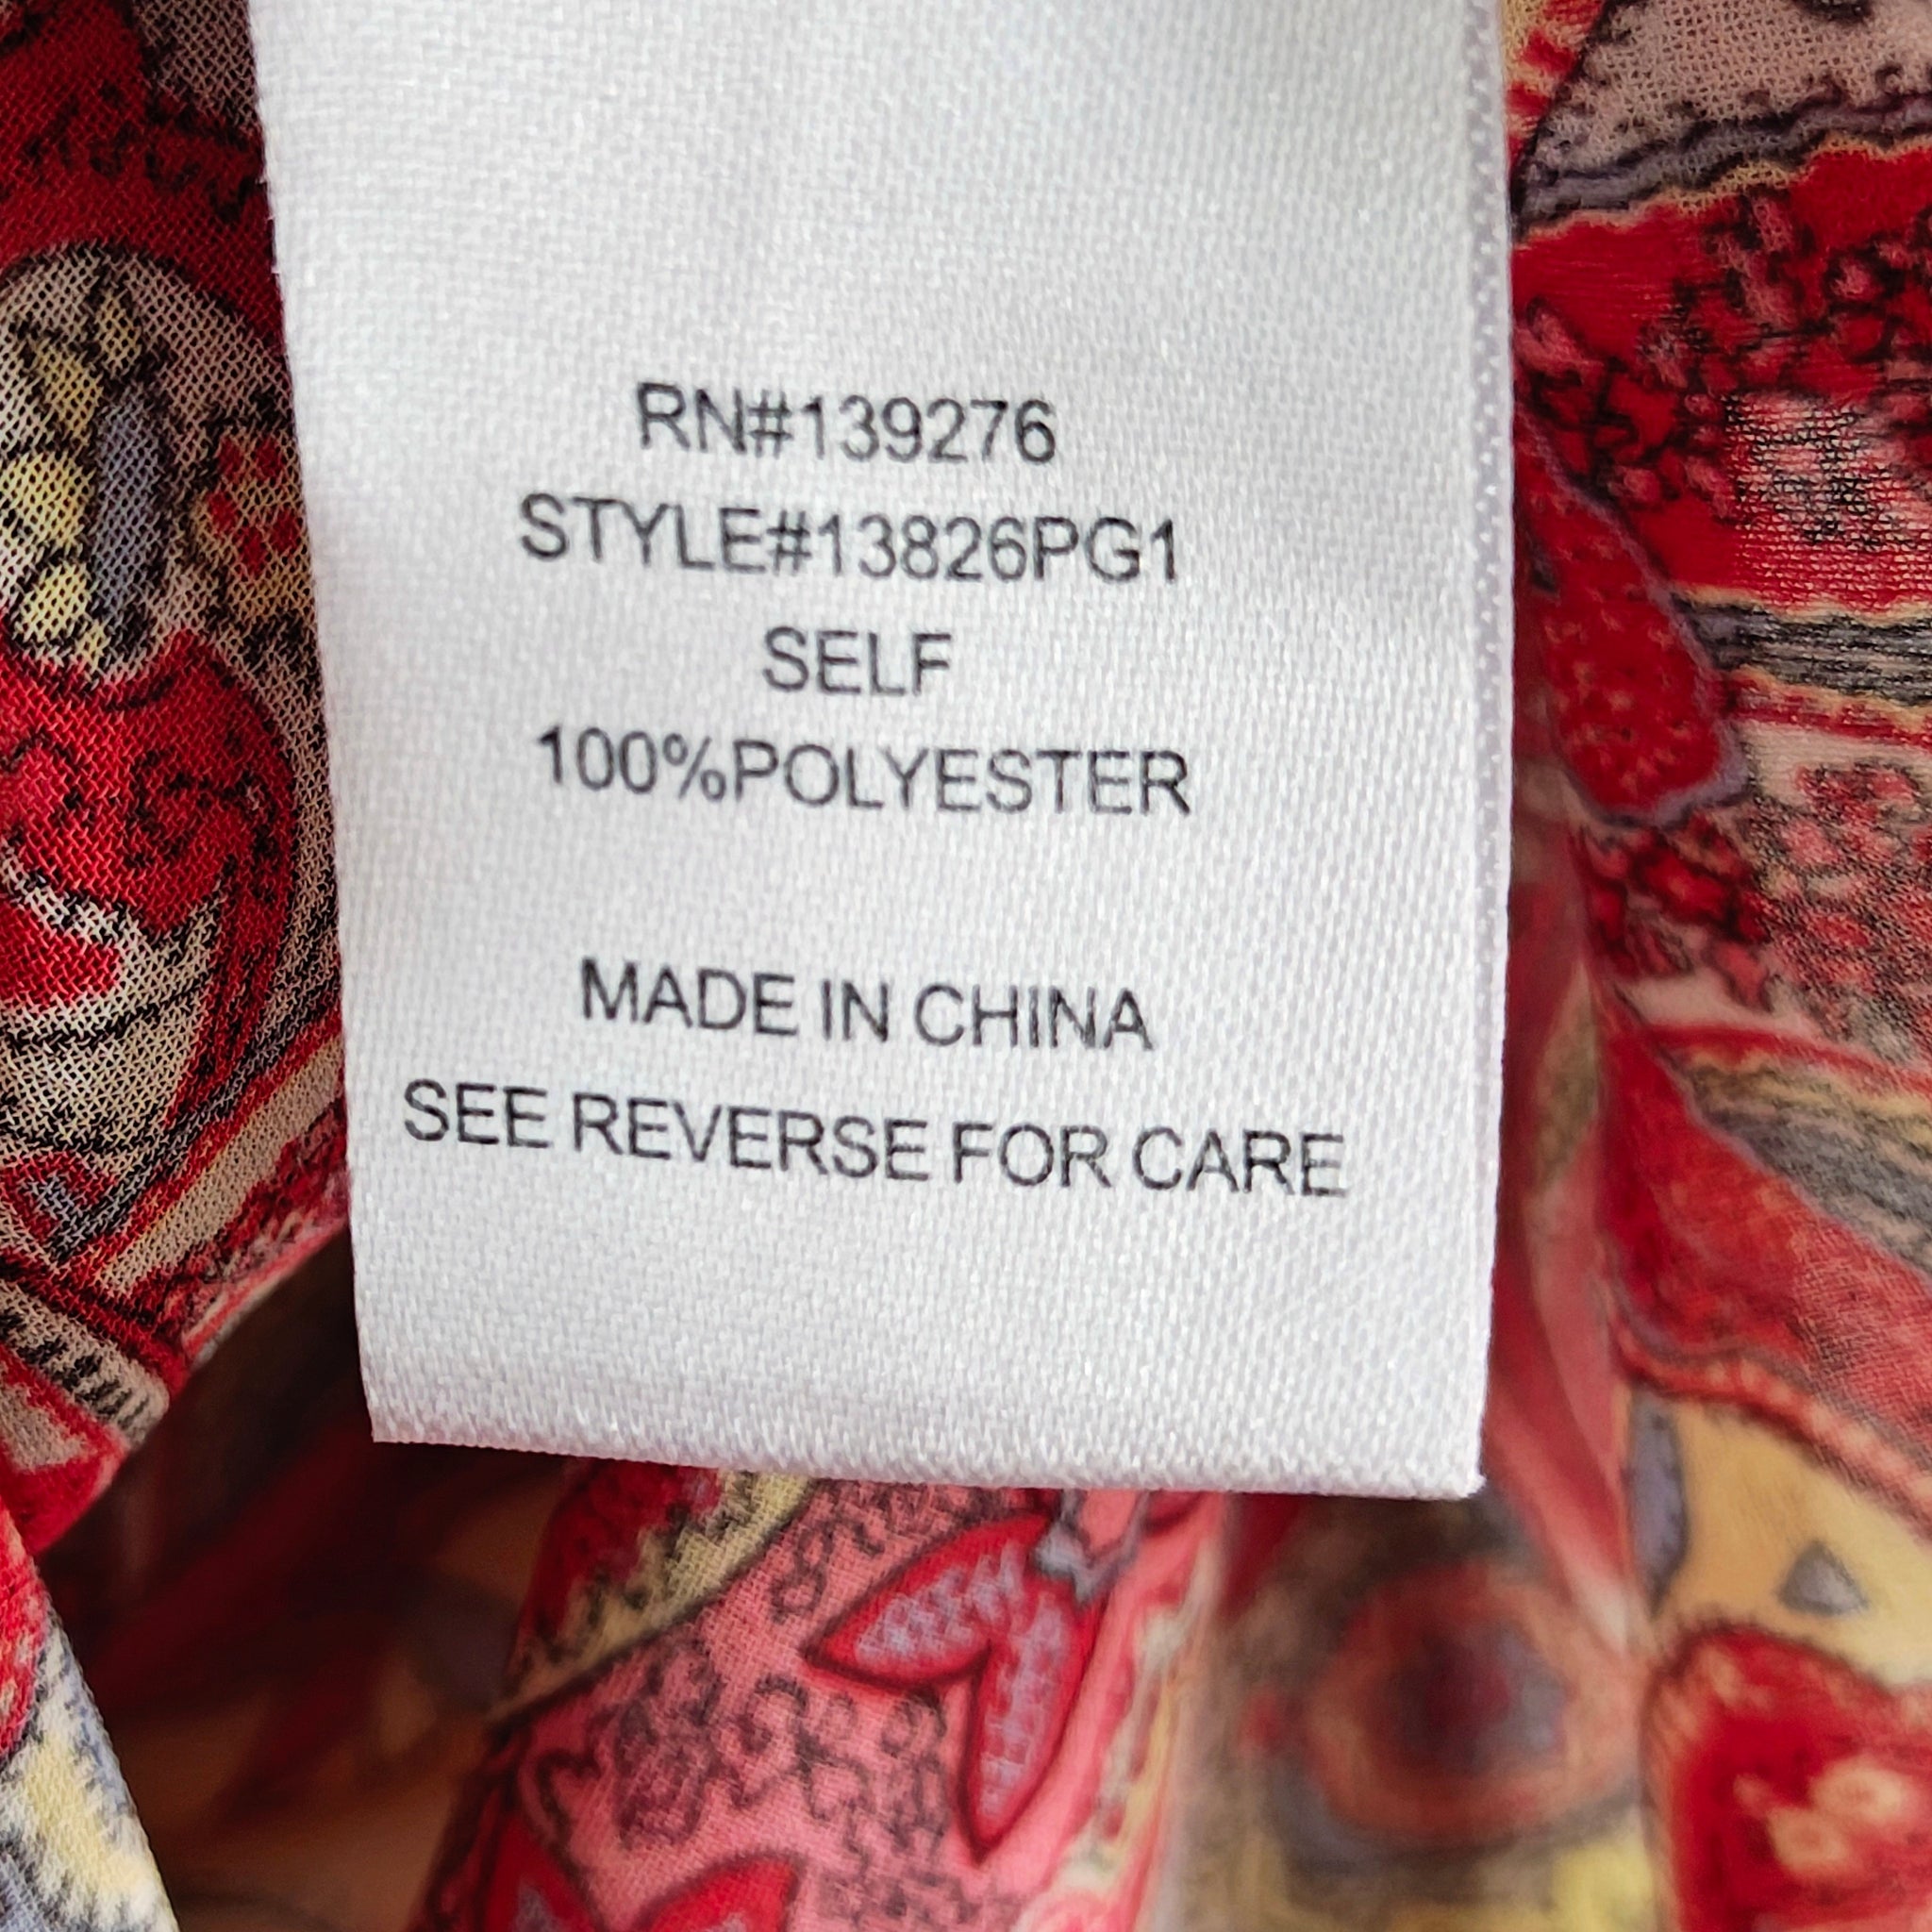 RN#139276
STYLE#13826PG1
SELF
100%POLYESTER
MADE IN CHINA
SEE REVERSE FOR CARE